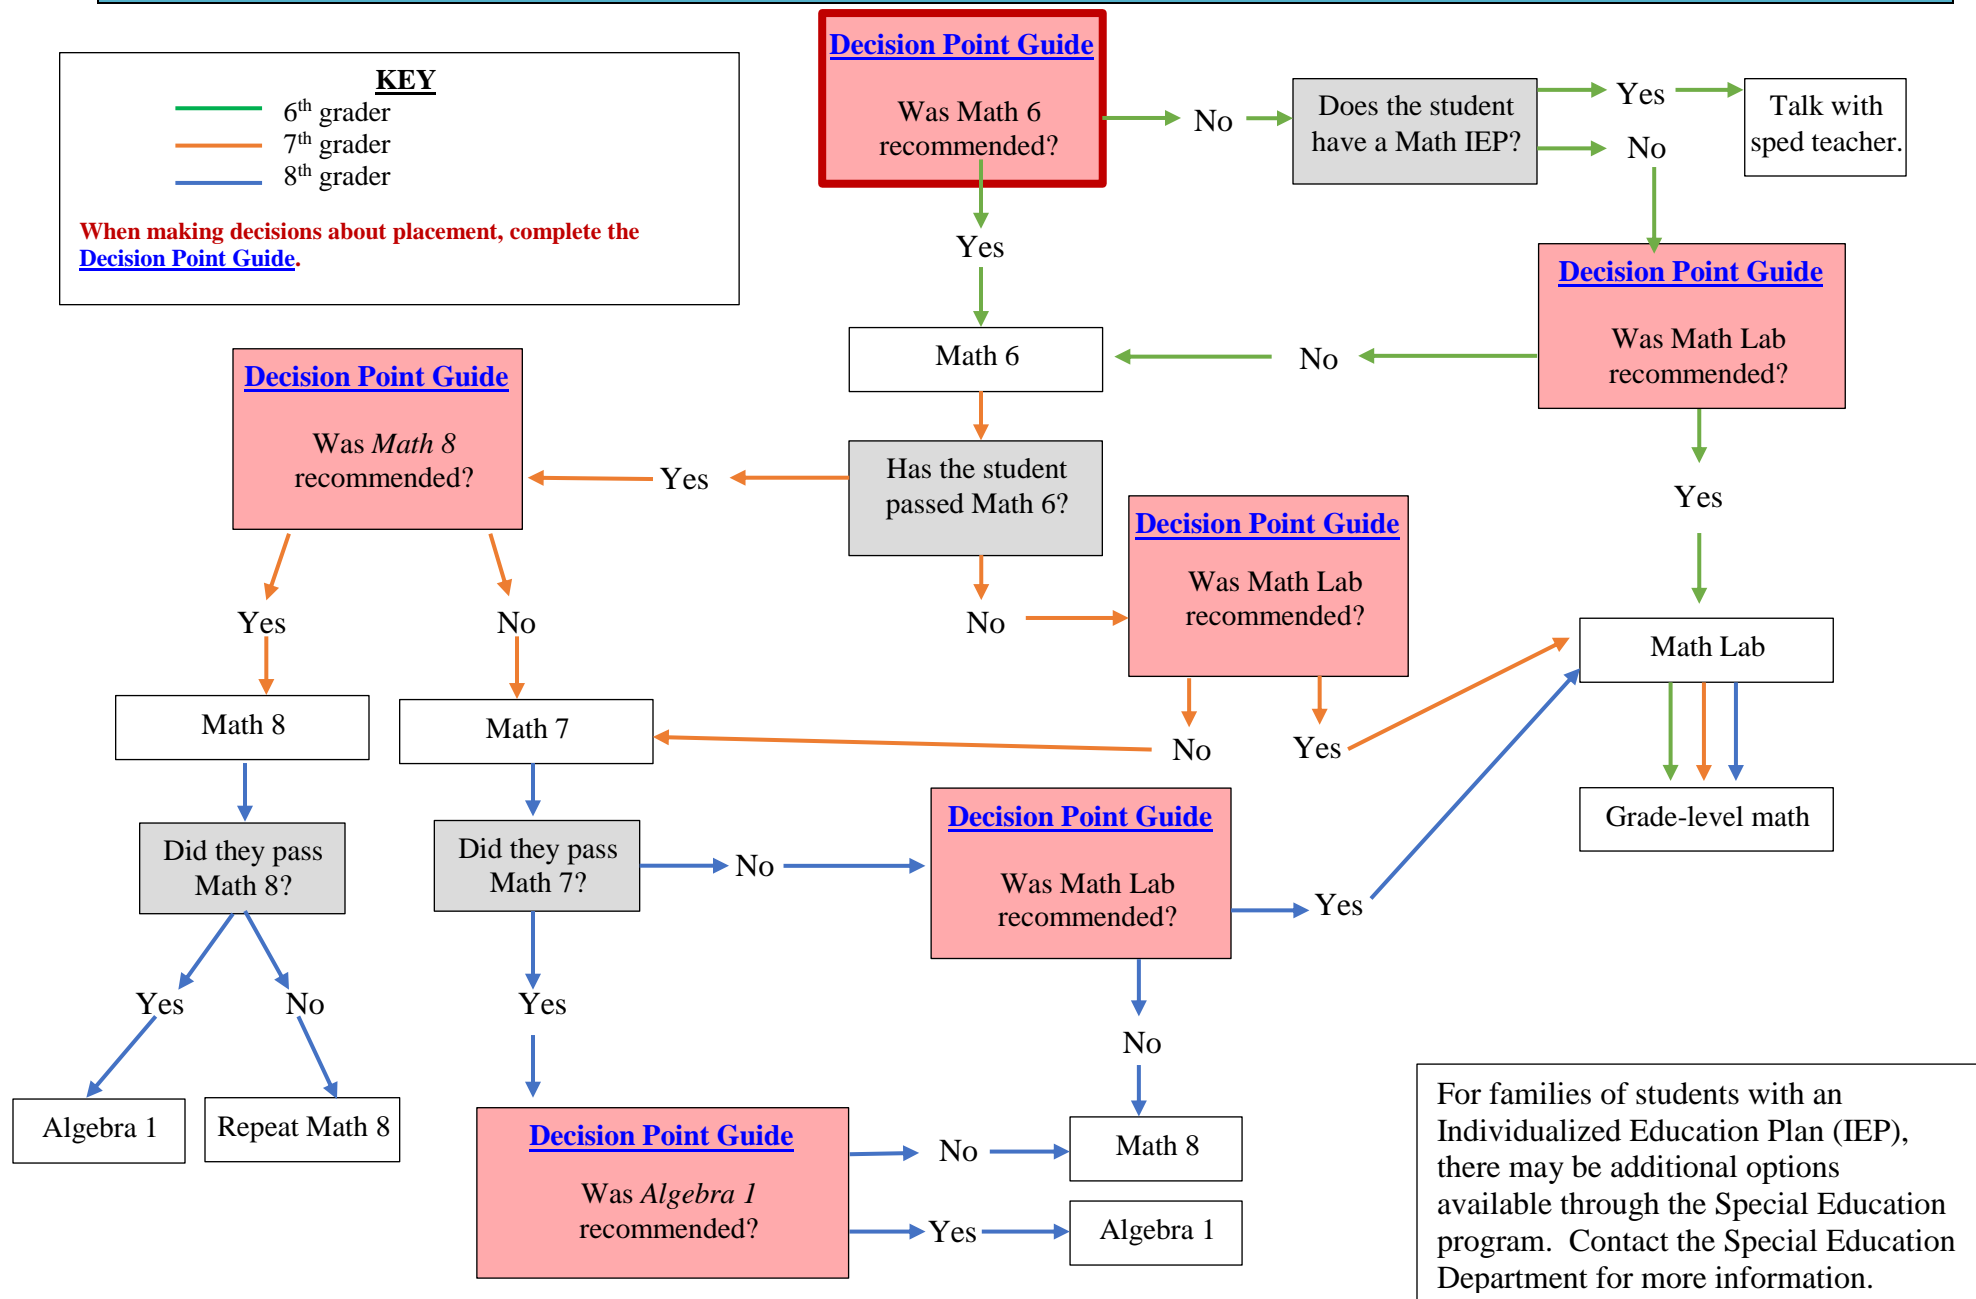 KEY
6th grader
7th grader
8th grader
When making decisions about placement, complete the
Decision Point Guide.
Decision Point Guide
Was Math 6
recommended?
No
Does the student
have a Math IEP?
Yes
Talk with
sped teacher.
No
Yes
Decision Point Guide
Was Math Lab
recommended?
No
Math 6
Yes
Decision Point Guide
Was Math 8
recommended?
Yes
Has the student
passed Math 6?
No
Decision Point Guide
Was Math Lab
recommended?
Yes
No
Math Lab
Math 8
Math 7
No
Yes
Grade-level math
Did they pass
Math 8?
Did they pass
Math 7?
No
Decision Point Guide
Was Math Lab
recommended?
Yes
Yes
No
Yes
No
Algebra 1
Repeat Math 8
Decision Point Guide
Was Algebra 1
recommended?
No
Math 8
Yes
Algebra 1
For families of students with an
Individualized Education Plan (IEP),
there may be additional options
available through the Special Education
program.  Contact the Special Education
Department for more information.